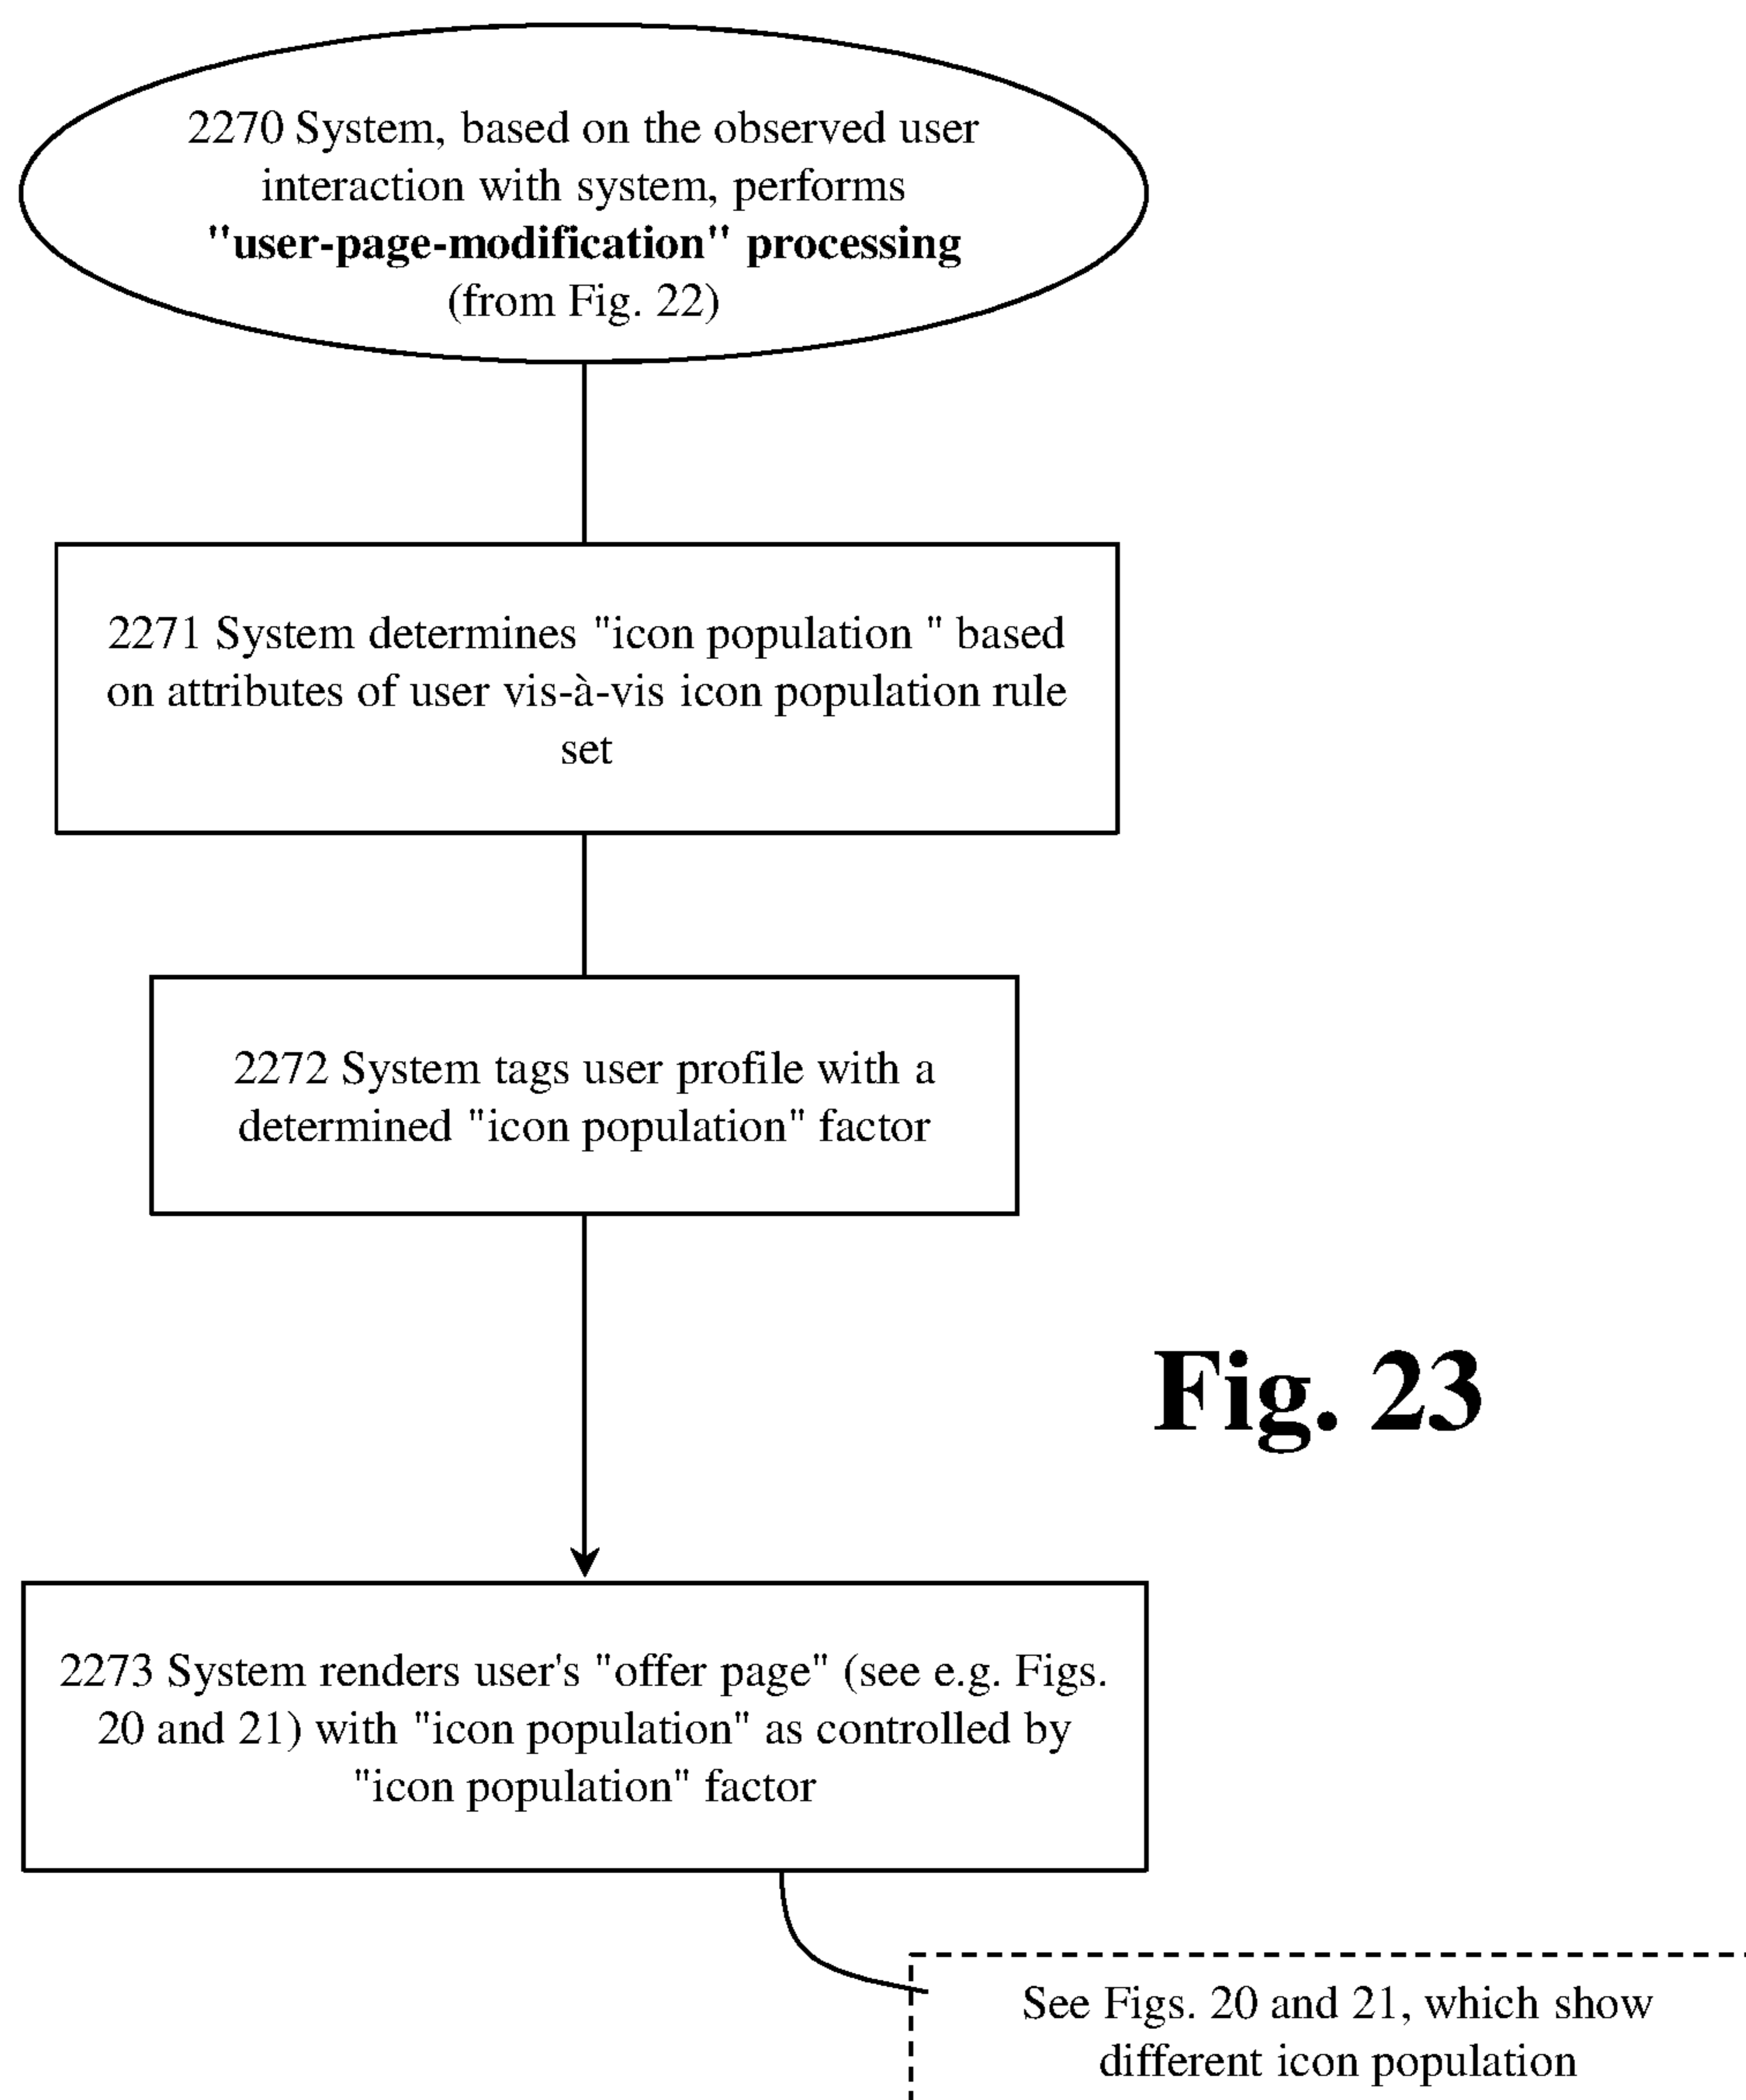 2270 System, based on the observed user
interaction with system, performs
"user-page-modification" processing
(from Fig. 22)
2271 System determines "icon population " based
on attributes of user vis-à-vis icon population rule
set
2272 System tags user profile with a
determined "icon population" factor
Fig. 23
2273 System renders user's "offer page" (see e.g. Figs.
20 and 21) with "icon population" as controlled by
"icon population" factor
See Figs. 20 and 21, which show
different icon population